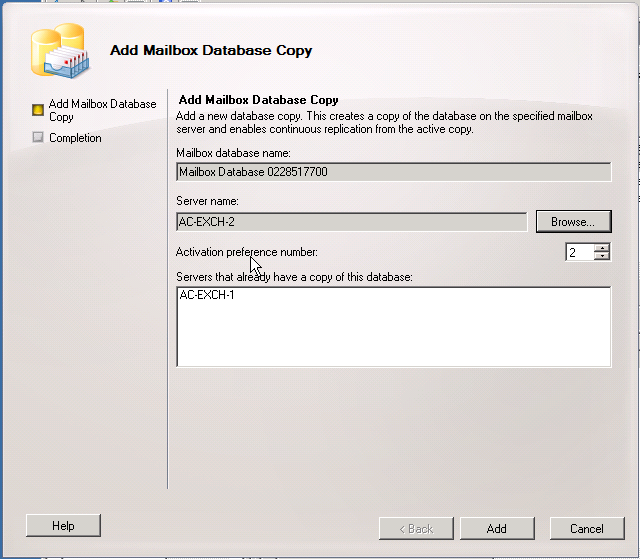 Add Mailbox Database Copy
Add Mailbox Database
Copy
Completion
Add Mailbox Database Copy
Add a new database copy. This creates a copy of the database on the specified mailbox
server and enables continuous replication from the active copy.
Mailbox database name:
Mailbox Database 0228517700
Server name:
AC-EXCH-2
Browse...
Activation preference number:
2
Servers that already have a copy of this database:
AC-EXCH-1
Help
< Back
Add
Cancel